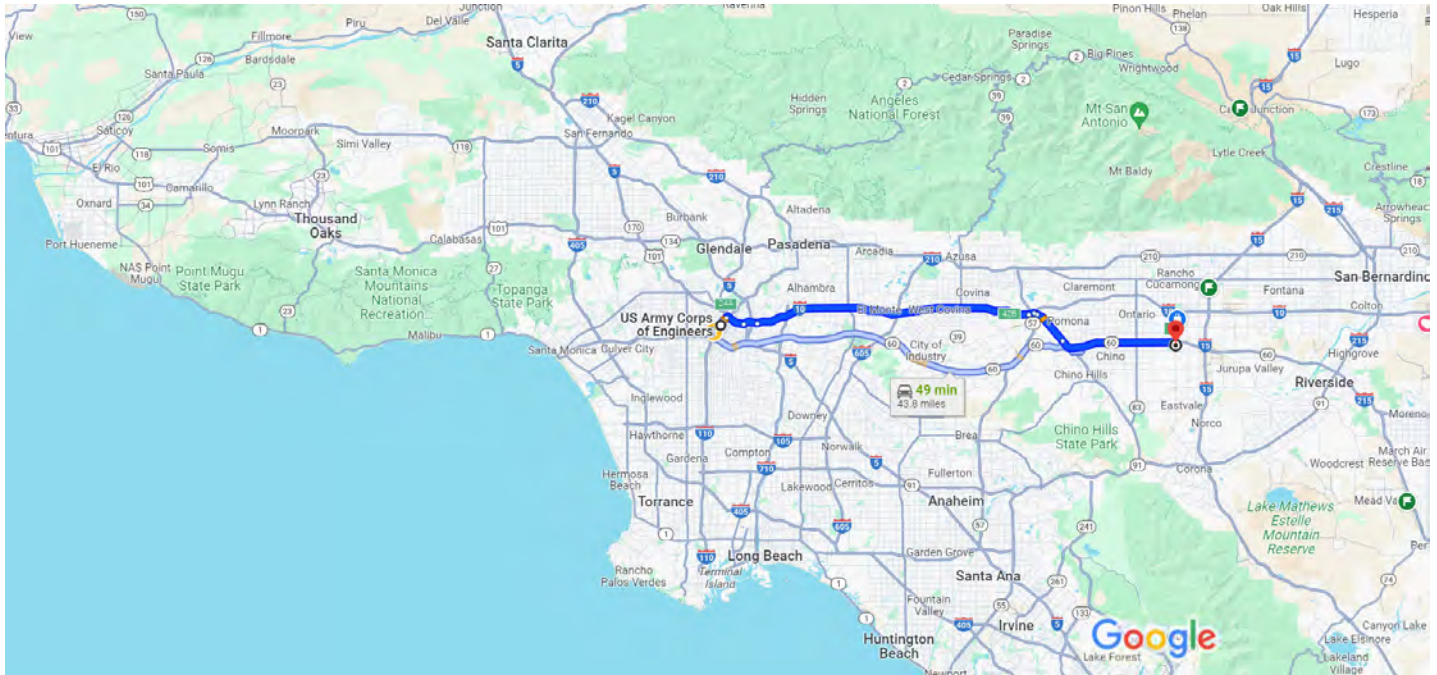 Piru
Val Verde
Junction
Ravenna
Pinon Hills
Phelan
Oak Hills
Hesperia
View
Fillmore
Bardsdale
Santa Clarita
Paradise
Springs
Big Pines
Wrightwood
Lugo
Santa Paula
Cedar Springs
Hidden
Springs
Angeles
National Forest
Mt San
Antonio
Junction
Saticoy
Moorpark
Simi Valley
San Fernando
Kagel Canyon
Lytle Creek
Crestline
El Rio
Somis
Mt Baldy
Oxnard
Camarillo
Lynn Ranch
Thousand
Oaks
Calabasas
Burbank
Altadena
Arrowhead
Springs
Port Hueneme
Glendale
Pasadena
Arcadia
Azusa
Rancho
Cucamonga
San Bernardino
NAS Point
Mugu
Point Mugu
State Park
Santa Monica
Mountains
National
Recreation...
Topanga
State Park
Alhambra
Covina
Claremont
Fontana
Colton
US Army Corps
of Engineers
El Monte
West Covina
Pomona
Ontario
Malibu
Santa Monica
Culver City
City of
Industry
Chino
Highgrove
Chino Hills
Jurupa Valley
Riverside
Inglewood
49 min
43.8 miles
Downey
Eastvale
Norco
Moreno
Hawthorne
Gardena
Compton
Norwalk
Brea
Chino Hills
State Park
Corona
Woodcrest
March Air
Reserve Base
Hermosa
Beach
Torrance
Lakewood
Cerritos
Fullerton
Anaheim
Lake Mathews
Estelle
Mountain
Reserve
Mead Va
Long Beach
Garden Grove
Rancho
Palos Verdes
Terminal
Island
Santa Ana
Fountain
Valley
Irvine
Huntington
Beach
Google
Lake Forest
Canyon Lake
Lake Elsinore
Lakeland
Village
Newport